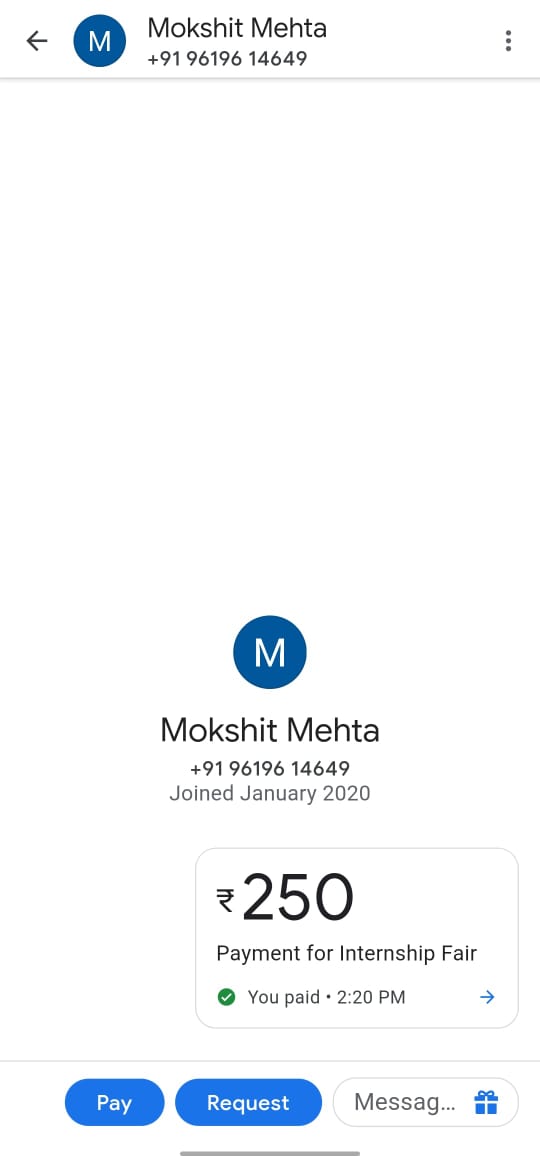 M
Mokshit Mehta
+91 96196 14649
M
Mokshit Mehta
+91 96196 14649
Joined January 2020
₹250
Payment for Internship Fair
You paid • 2:20 PM
Pay
Request
Messag...